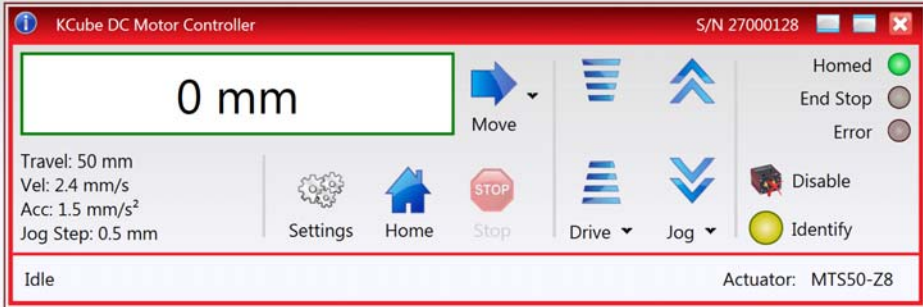 KCube DC Motor Controller
S/N 27000128
0 mm
Move
Homed
End Stop
Error
Travel: 50 mm
Vel: 2.4 mm/s
Acc: 1.5 mm/s²
Jog Step: 0.5 mm
Settings
Home
STOP
Stop
Drive
Jog
Disable
Identify
Idle
Actuator: MTS50-Z8